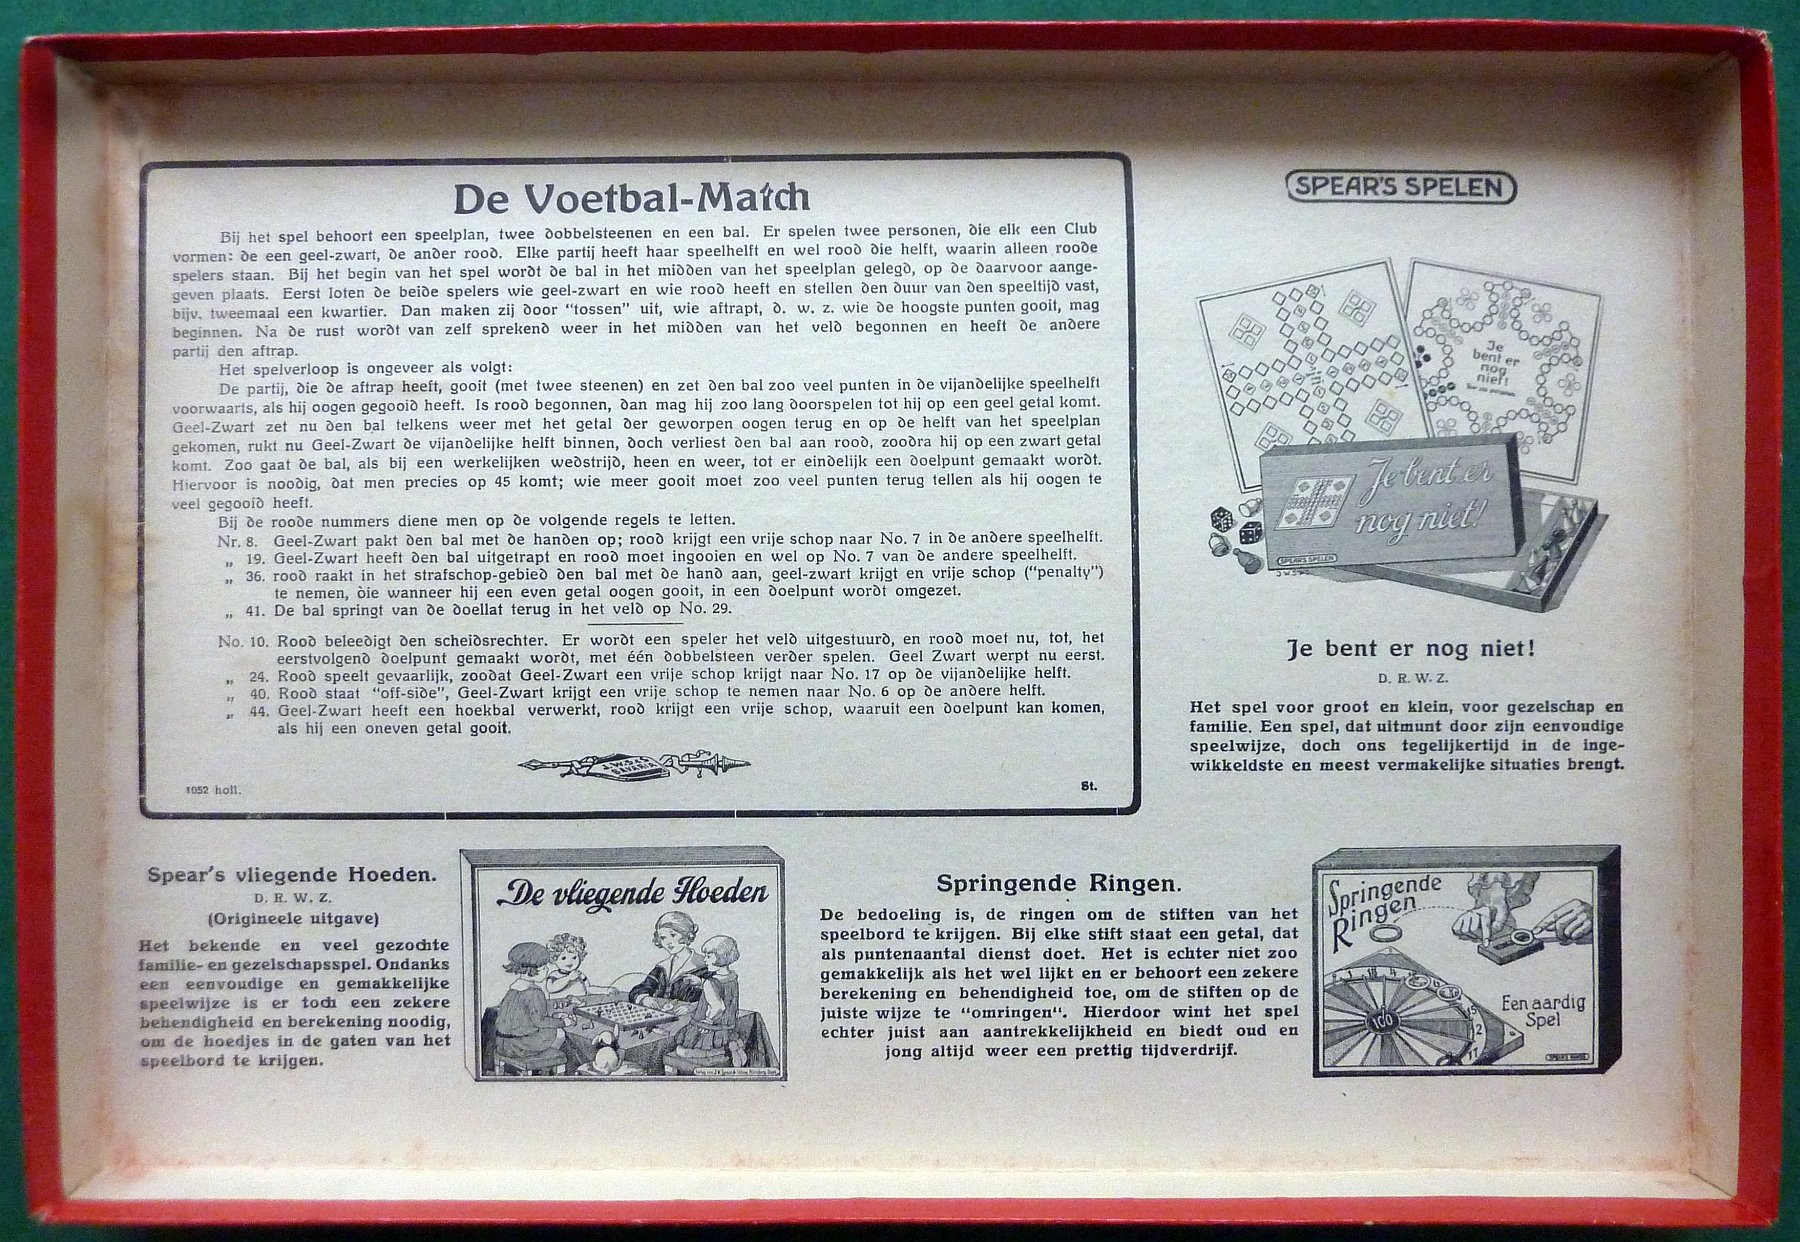 De Voetbal-Match
Bij het spel behoort een speelplan, twee dobbelsteenen en een bal. Er spelen twee personen, die elk een Club
vormen: de een geel-zwart, de ander rood. Elke partij heeft haar speelhelft en wel rood die helft, waarin alleen roode
spelers staan. Bij het begin van het spel wordt de bal in het midden van het speelplan gelegd, op de daarvoor aange-
geven plaats. Eerst loten de beide spelers wie geel-zwart en wie rood heeft en stellen den duur van den speeltijd vast,
bijv. tweemaal een kwartier. Dan maken zij door “tossen” uit, wie aftrapt, d. w. z. wie de hoogste punten gooit, mag
beginnen. Na de rust wordt van zelf sprekend weer in het midden van het veld begonnen en heeft de andere
partij den aftrap.
Het spelverloop is ongeveer als volgt:
De partij, die de aftrap heeft, gooit (met twee steenen) en zet den bal zoo veel punten in de vijandelijke speelhelft
voorwaarts, als hij oogen gegooid heeft. Is rood begonnen, dan mag hij zoo lang doorspelen tot hij op een geel getal komt.
Geel-Zwart zet nu den bal telkens weer met het getal der geworpen oogen terug en op de helft van het speelplan
gekomen, rukt nu Geel-Zwart de vijandelijke helft binnen, doch verliest den bal aan rood, zoodra hij op een zwart getal
komt. Zoo gaat de bal, als bij een werkelijken wedstrijd, heen en weer, tot er eindelijk een doelpunt gemaakt wordt.
Hiervoor is noodig, dat men precies op 45 komt; wie meer gooit moet zoo veel punten terug tellen als hij oogen te
veel gegooid heeft.
Bij de roode nummers diene men op de volgende regels te letten.
Nr. 8. Geel-Zwart pakt den bal met de handen op; rood krijgt een vrije schop naar No. 7 in de andere speelhelft.
„ 19. Geel-Zwart heeft den bal uitgetrapt en rood moet ingooien en wel op No. 7 van de andere speelhelft.
„ 36. rood raakt in het strafschop-gebied den bal met de hand aan, geel-zwart krijgt en vrije schop (“penalty”)
te nemen, die wanneer hij een even getal oogen gooit, in een doelpunt wordt omgezet.
„ 41. De bal springt van de doellat terug in het veld op No. 29.
No. 10. Rood beleedigt den scheidsrechter. Er wordt een speler het veld uitgestuurd, en rood moet nu, tot, het
eerstvolgend doelpunt gemaakt wordt, met één dobbelsteen verder spelen. Geel Zwart werpt nu eerst.
„ 24. Rood speelt gevaarlijk, zoodat Geel-Zwart een vrije schop krijgt naar No. 17 op de vijandelijke helft.
„ 40. Rood staat “off-side”, Geel-Zwart krijgt een vrije schop te nemen naar No. 6 op de andere helft.
„ 44. Geel-Zwart heeft een hoekbal verwerkt, rood krijgt een vrije schop, waaruit een doelpunt kan komen,
als hij een oneven getal gooit.
J.W.S.&S.
BAVARIA
1052 holl.
St.
SPEAR'S SPELEN
Je
bent er
nog
niet!
Je bent er
nog niet!
SPEAR'S SPELEN
Je bent er nog niet!
D. R. W. Z.
Het spel voor groot en klein, voor gezelschap en
familie. Een spel, dat uitmunt door zijn eenvoudige
speelwijze, doch ons tegelijkertijd in de inge-
wikkeldste en meest vermakelijke situaties brengt.
Spear's vliegende Hoeden.
D. R. W. Z.
(Origineele uitgave)
Het bekende en veel gezochte
familie- en gezelschapsspel. Ondanks
een eenvoudige en gemakkelijke
speelwijze is er toch een zekere
behendigheid en berekening noodig,
om de hoedjes in de gaten van het
speelbord te krijgen.
De vliegende Hoeden
Springende Ringen.
De bedoeling is, de ringen om de stiften van het
speelbord te krijgen. Bij elke stift staat een getal, dat
als puntenaantal dienst doet. Het is echter niet zoo
gemakkelijk als het wel lijkt en er behoort een zekere
berekening en behendigheid toe, om de stiften op de
juiste wijze te “omringen“. Hierdoor wint het spel
echter juist aan aantrekkelijkheid en biedt oud en
jong altijd weer een prettig tijdverdrijf.
Springende
Ringen
100
Een aardig
Spel